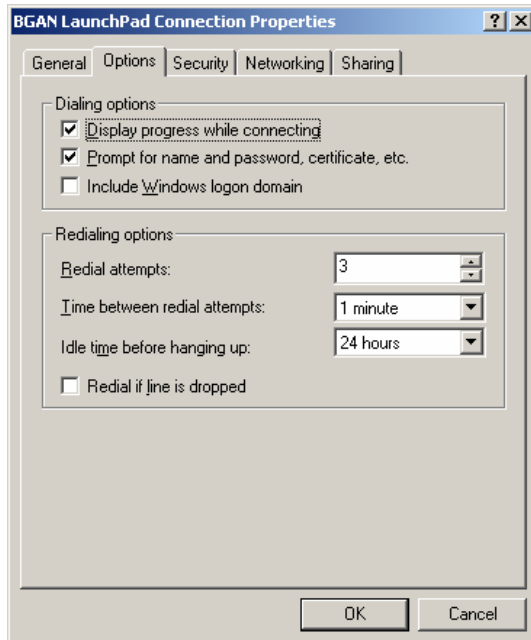 BGAN LaunchPad Connection Properties
General Options Security Networking Sharing
Dialing options
Display progress while connecting
Prompt for name and password, certificate, etc.
Include Windows logon domain
Redialing options
Redial attempts: 3
Time between redial attempts: 1 minute
Idle time before hanging up: 24 hours
Redial if line is dropped
OK Cancel